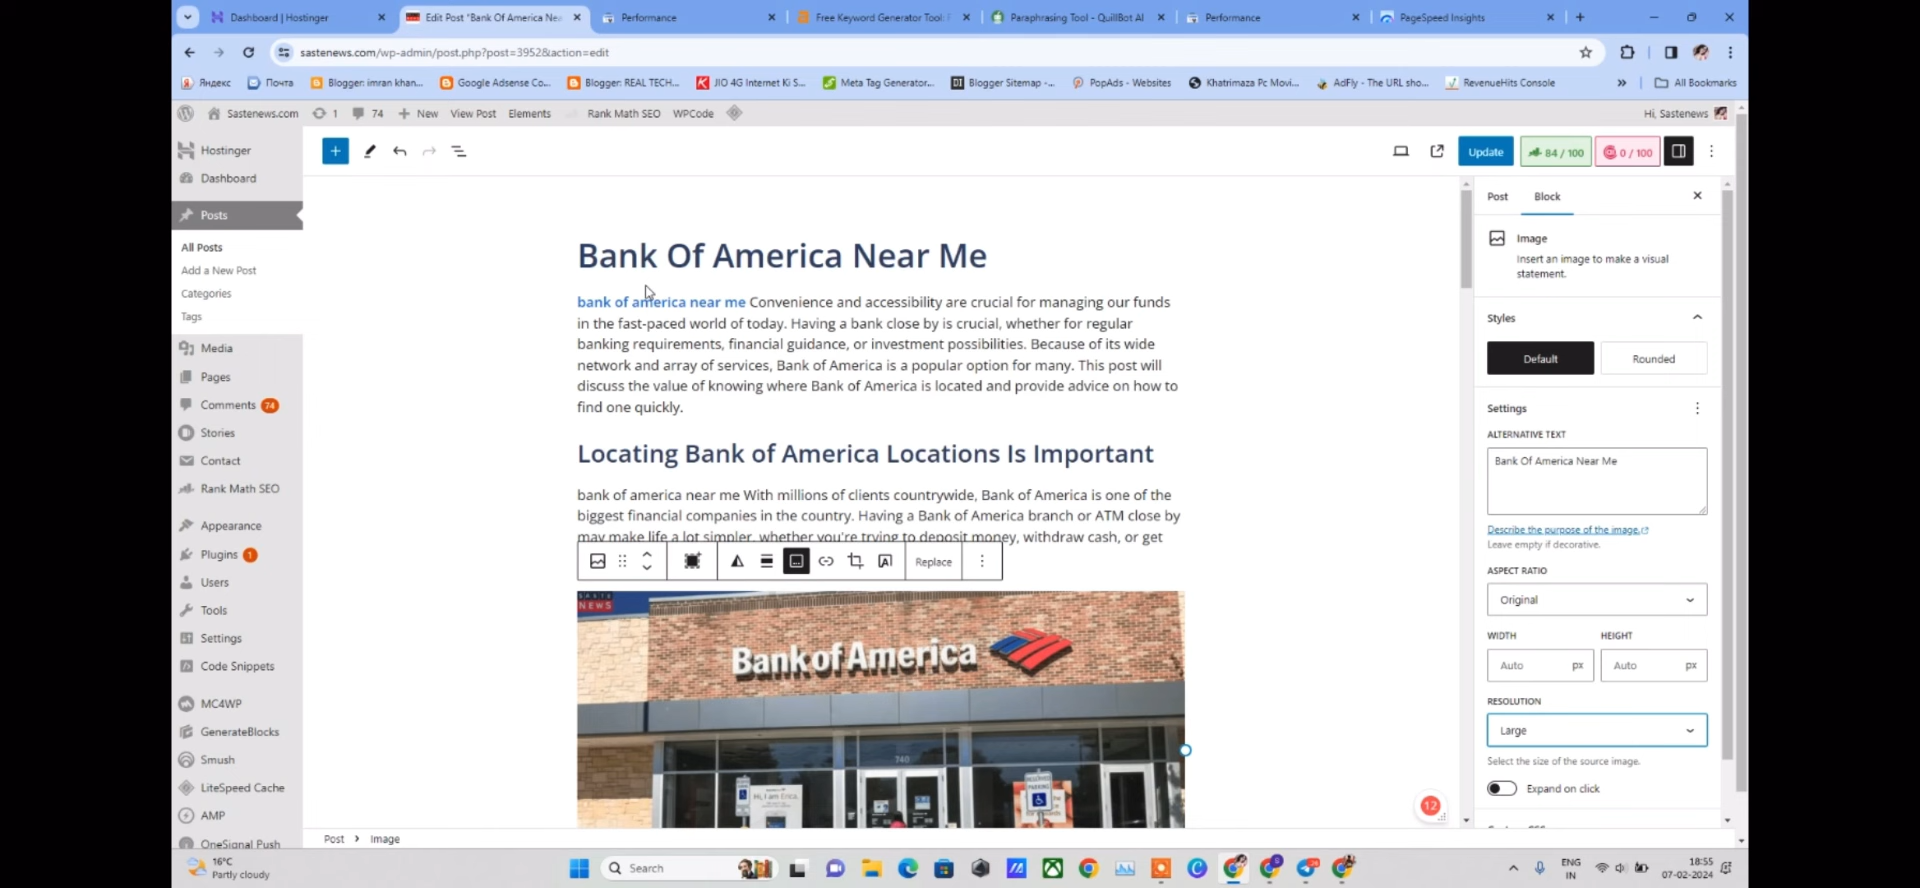 Dashboard | Hostinger
Edit Post "Bank Of America Nea
Performance
Free Keyword Generator Tool: F
Paraphrasing Tool - QuillBot AI
Performance
PageSpeed Insights
sastenews.com/wp-admin/post.php?post=3952&action=edit
Яндекс
Почта
Blogger: imran khan...
Google Adsense Co...
Blogger: REAL TECH...
JIO 4G Internet Ki S...
Meta Tag Generator...
Blogger Sitemap -...
PopAds - Websites
Khatrimaza Pc Movi...
AdFly - The URL sho...
RevenueHits Console
All Bookmarks
Sastenews.com
1
74
New
View Post
Elements
Rank Math SEO
WPCode
Hi, Sastenews
Hostinger
Dashboard
Posts
All Posts
Add a New Post
Categories
Tags
Media
Pages
Comments 74
Stories
Contact
Rank Math SEO
Appearance
Plugins 1
Users
Tools
Settings
Code Snippets
MC4WP
GenerateBlocks
Smush
LiteSpeed Cache
AMP
OneSignal Push
Update
84 / 100
0 / 100
Bank Of America Near Me
bank of america near me Convenience and accessibility are crucial for managing our funds
in the fast-paced world of today. Having a bank close by is crucial, whether for regular
banking requirements, financial guidance, or investment possibilities. Because of its wide
network and array of services, Bank of America is a popular option for many. This post will
discuss the value of knowing where Bank of America is located and provide advice on how to
find one quickly.
Locating Bank of America Locations Is Important
bank of america near me With millions of clients countrywide, Bank of America is one of the
biggest financial companies in the country. Having a Bank of America branch or ATM close by
may make life a lot simpler, whether you're trying to deposit money, withdraw cash, or get
Replace
NEWS
Bank of America
740
Hi, I am Erica.
PARKING
12
Post
Block
Image
Insert an image to make a visual
statement.
Styles
Default
Rounded
Settings
ALTERNATIVE TEXT
Bank Of America Near Me
Describe the purpose of the image.
Leave empty if decorative.
ASPECT RATIO
Original
WIDTH
HEIGHT
Auto px
Auto px
RESOLUTION
Large
Select the size of the source image.
Expand on click
Post > Image
16°C
Partly cloudy
Search
ENG
IN
18:55
07-02-2024